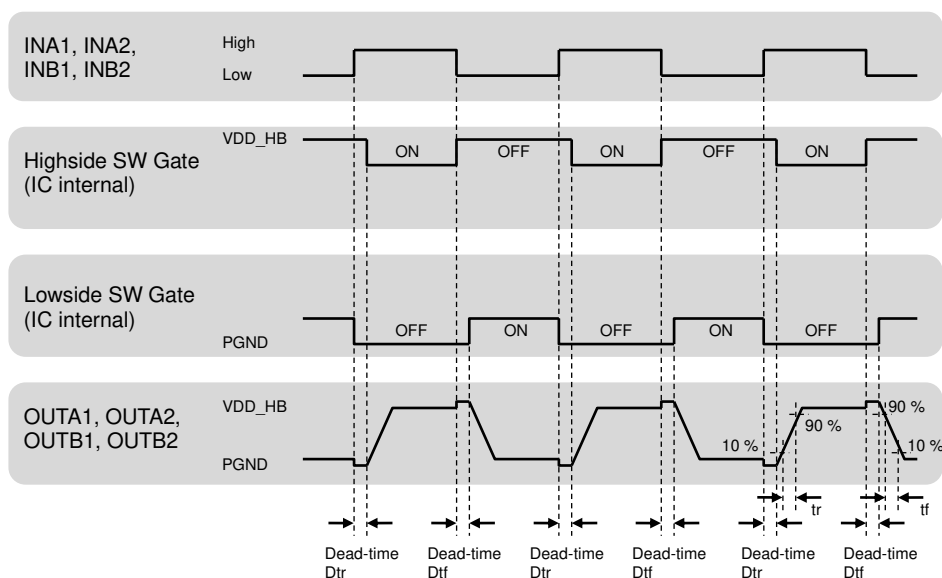 INA1, INA2,
INB1, INB2
High
Low
Highside SW Gate
(IC internal)
VDD_HB
ON
OFF
ON
OFF
ON
Lowside SW Gate
(IC internal)
PGND
OFF
ON
OFF
ON
OFF
OUTA1, OUTA2,
OUTB1, OUTB2
VDD_HB
PGND
90 %
90 %
10 %
10 %
tr
tf
Dead-time
Dtr
Dead-time
Dtf
Dead-time
Dtr
Dead-time
Dtf
Dead-time
Dtr
Dead-time
Dtf